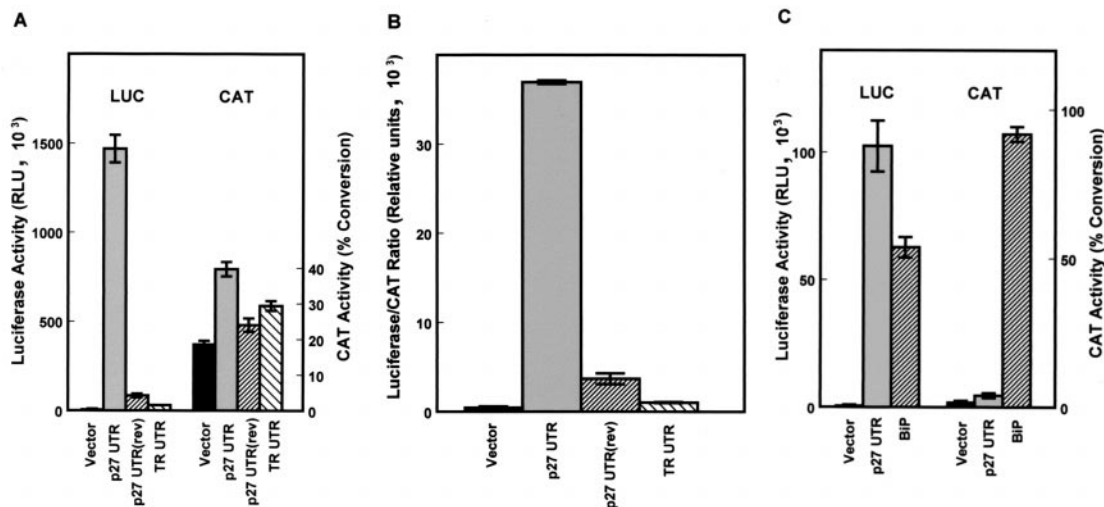 A
LUC
CAT
Luciferase Activity (RLU, 10³)
1500
1000
500
0
40
30
20
10
0
CAT Activity (% Conversion)
Vector
p27 UTR
p27 UTR(rev)
TR UTR
Vector
p27 UTR
p27 UTR(rev)
TR UTR
B
Luciferase/CAT Ratio (Relative units, 10³)
30
20
10
0
Vector
p27 UTR
p27 UTR(rev)
TR UTR
C
LUC
CAT
Luciferase Activity (RLU, 10³)
100
50
0
100
50
0
CAT Activity (% Conversion)
Vector
p27 UTR
BiP
Vector
p27 UTR
BiP